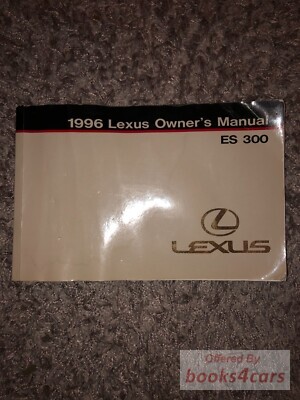 1996 Lexus Owner's Manual
ES 300
LEXUS
Offered By
books4cars